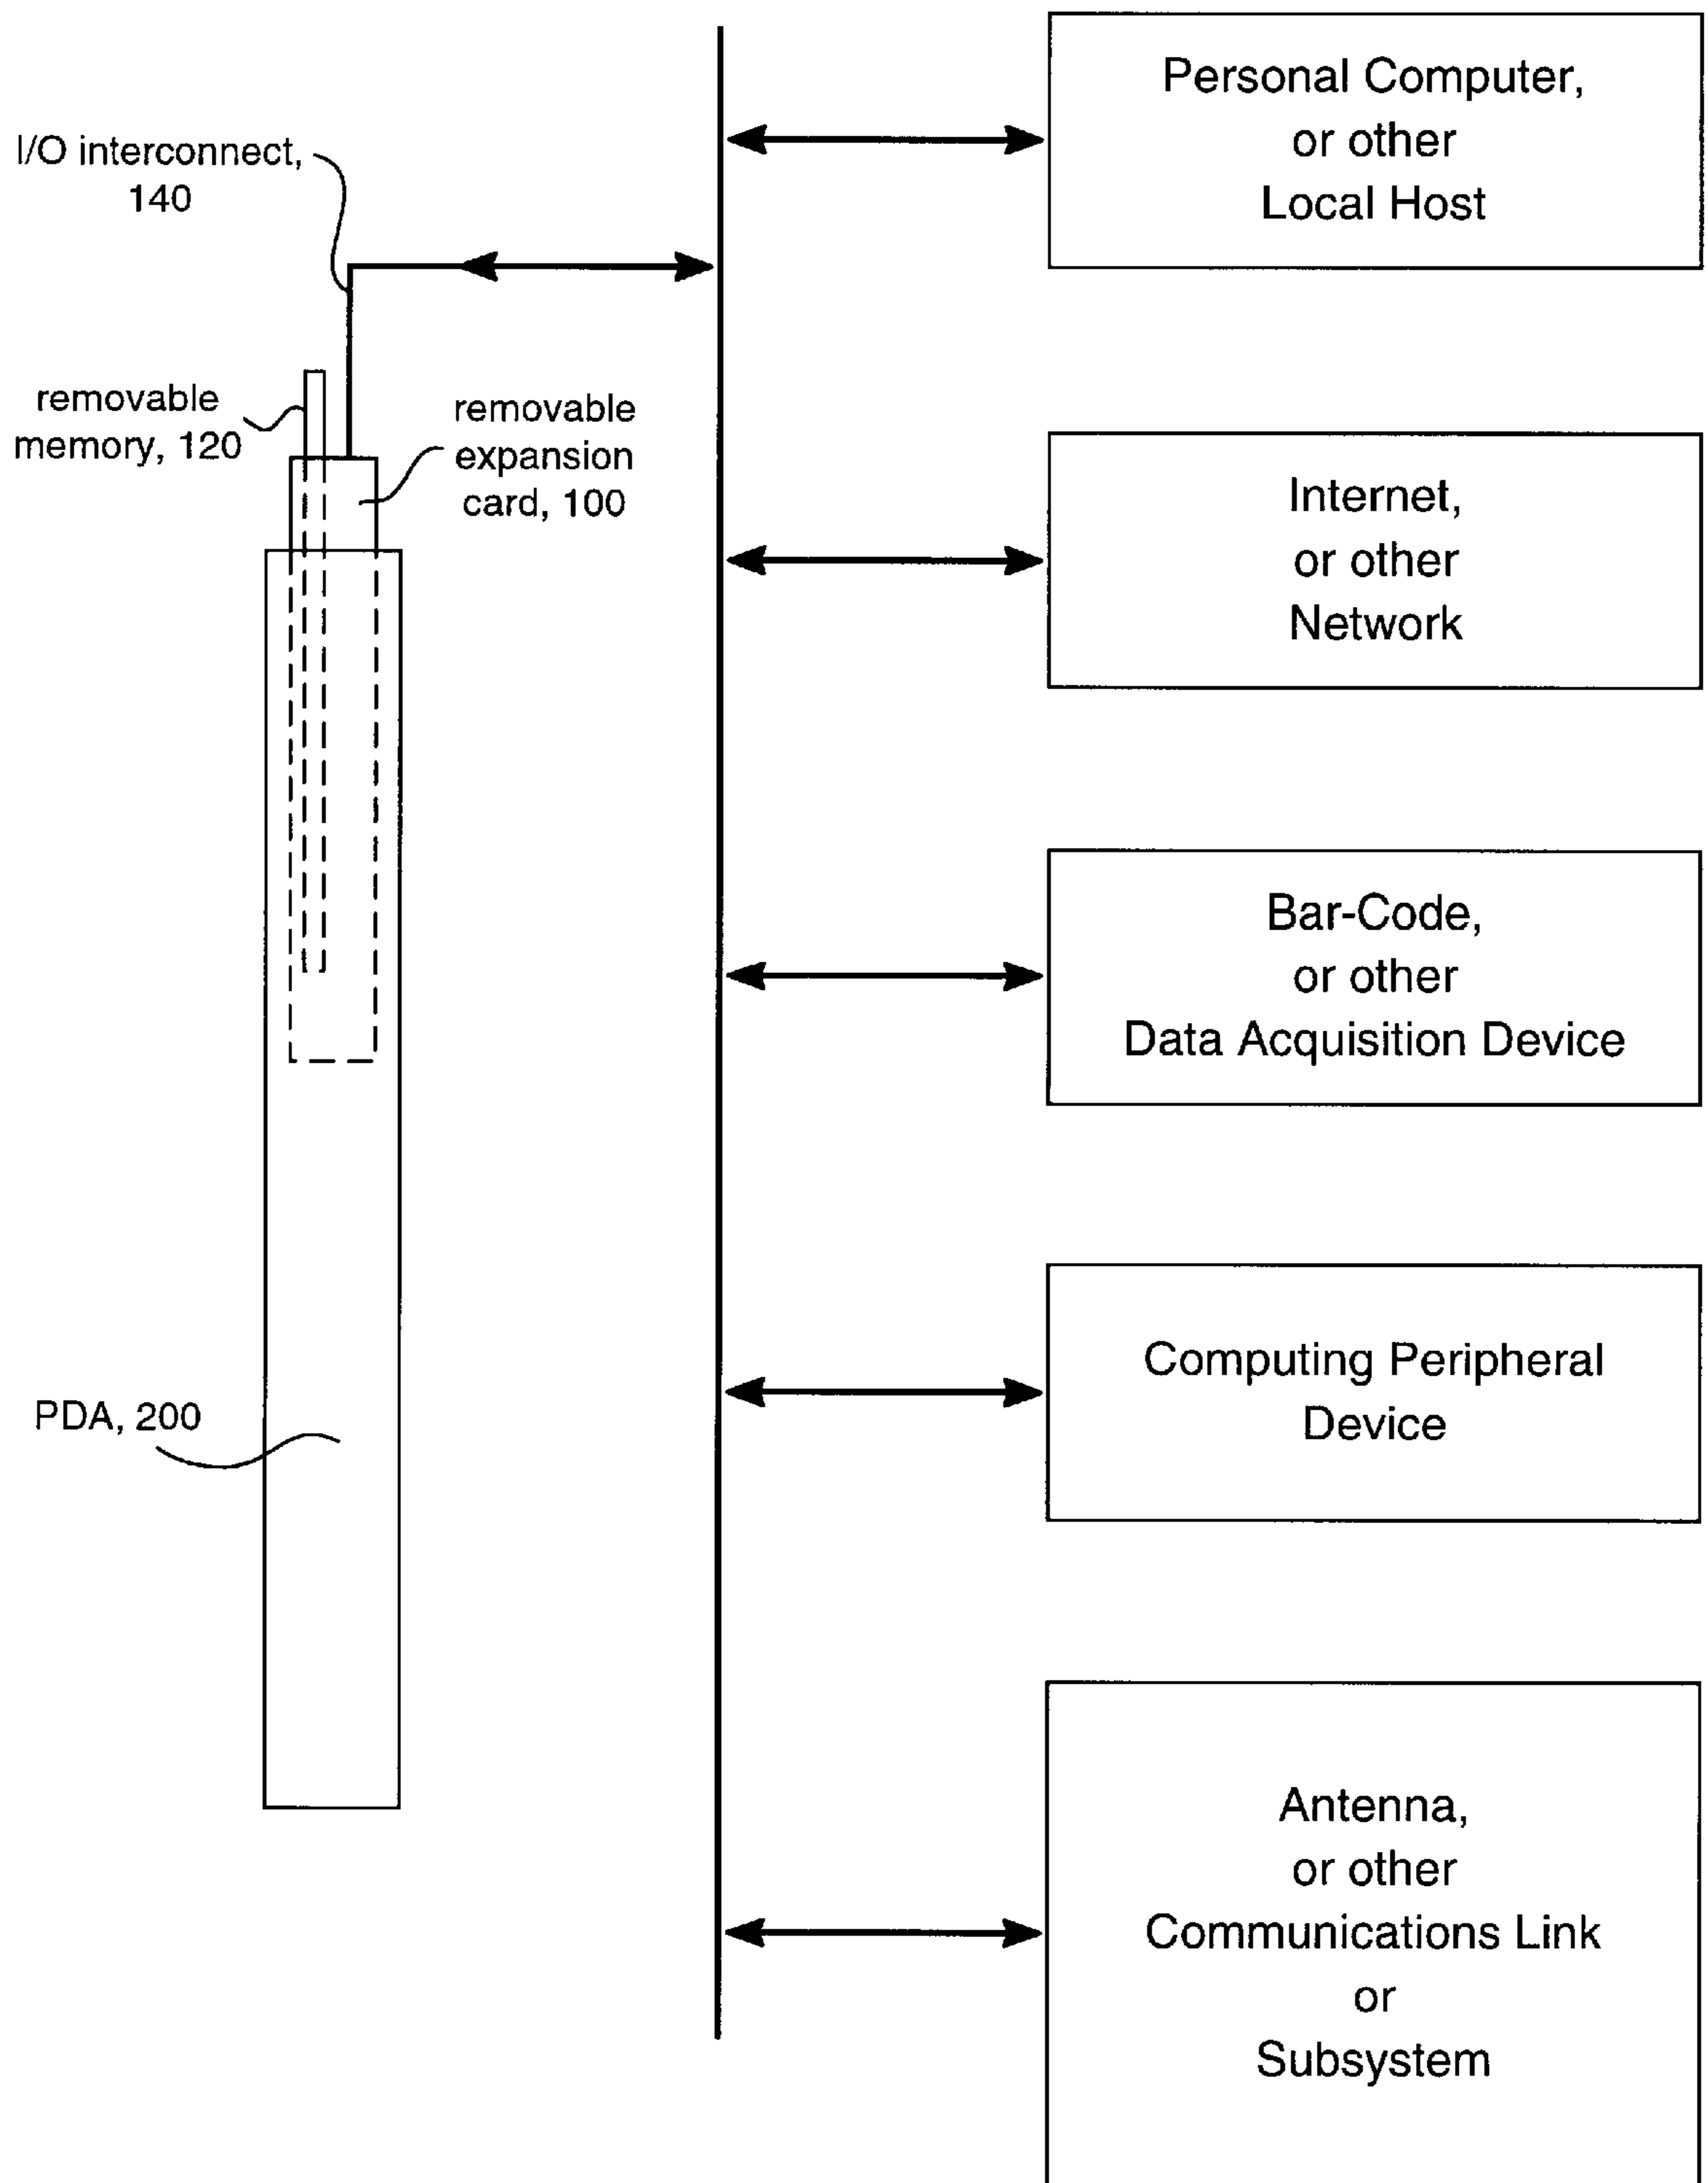 I/O interconnect,
140
removable
memory, 120
removable
expansion
card, 100
PDA, 200
Personal Computer,
or other
Local Host
Internet,
or other
Network
Bar-Code,
or other
Data Acquisition Device
Computing Peripheral
Device
Antenna,
or other
Communications Link
or
Subsystem